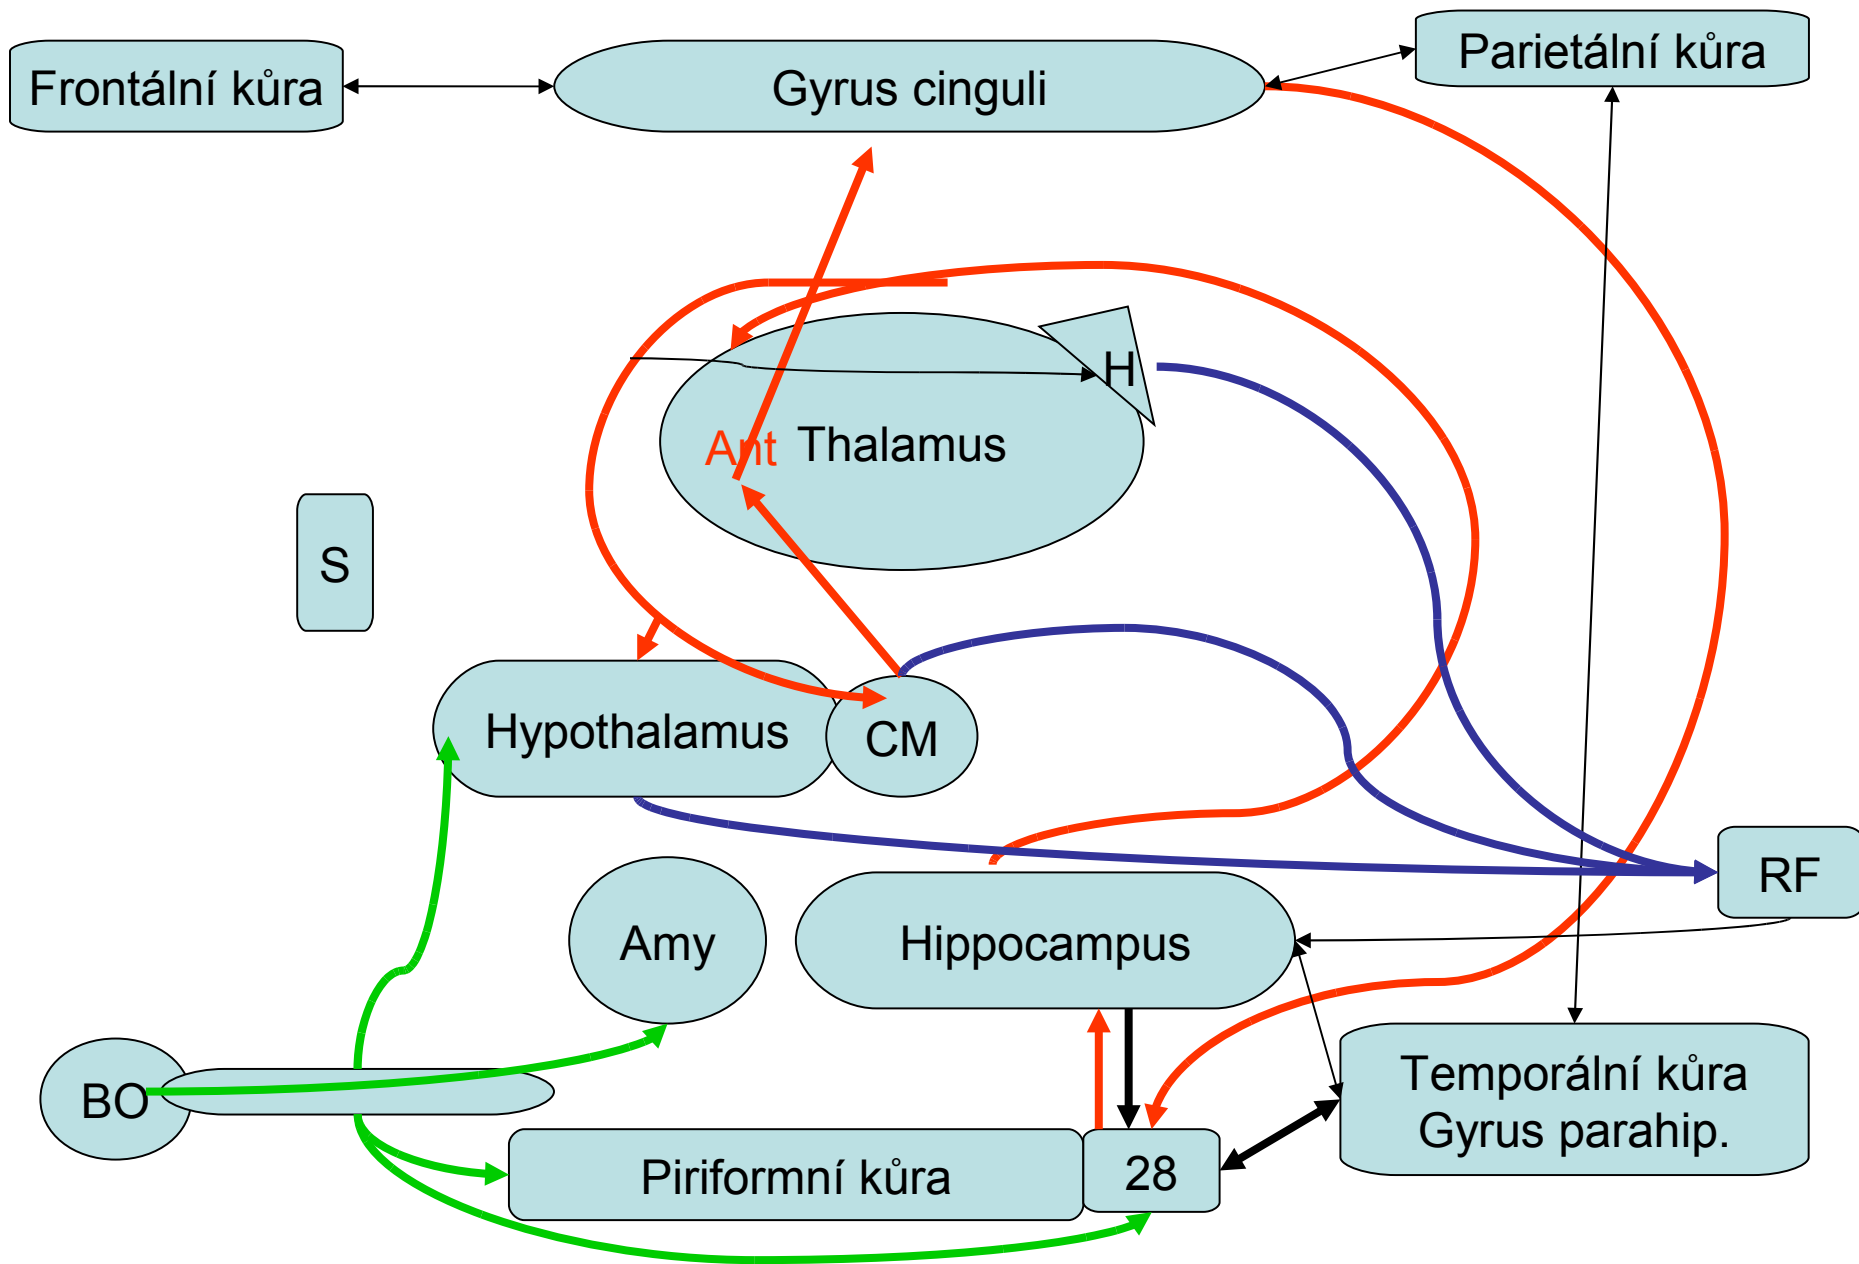 Frontální kůra
Gyrus cinguli
Parietální kůra
H
Ant
Thalamus
S
Hypothalamus
CM
RF
Amy
Hippocampus
BO
Temporální kůra
Gyrus parahip.
Piriformní kůra
28